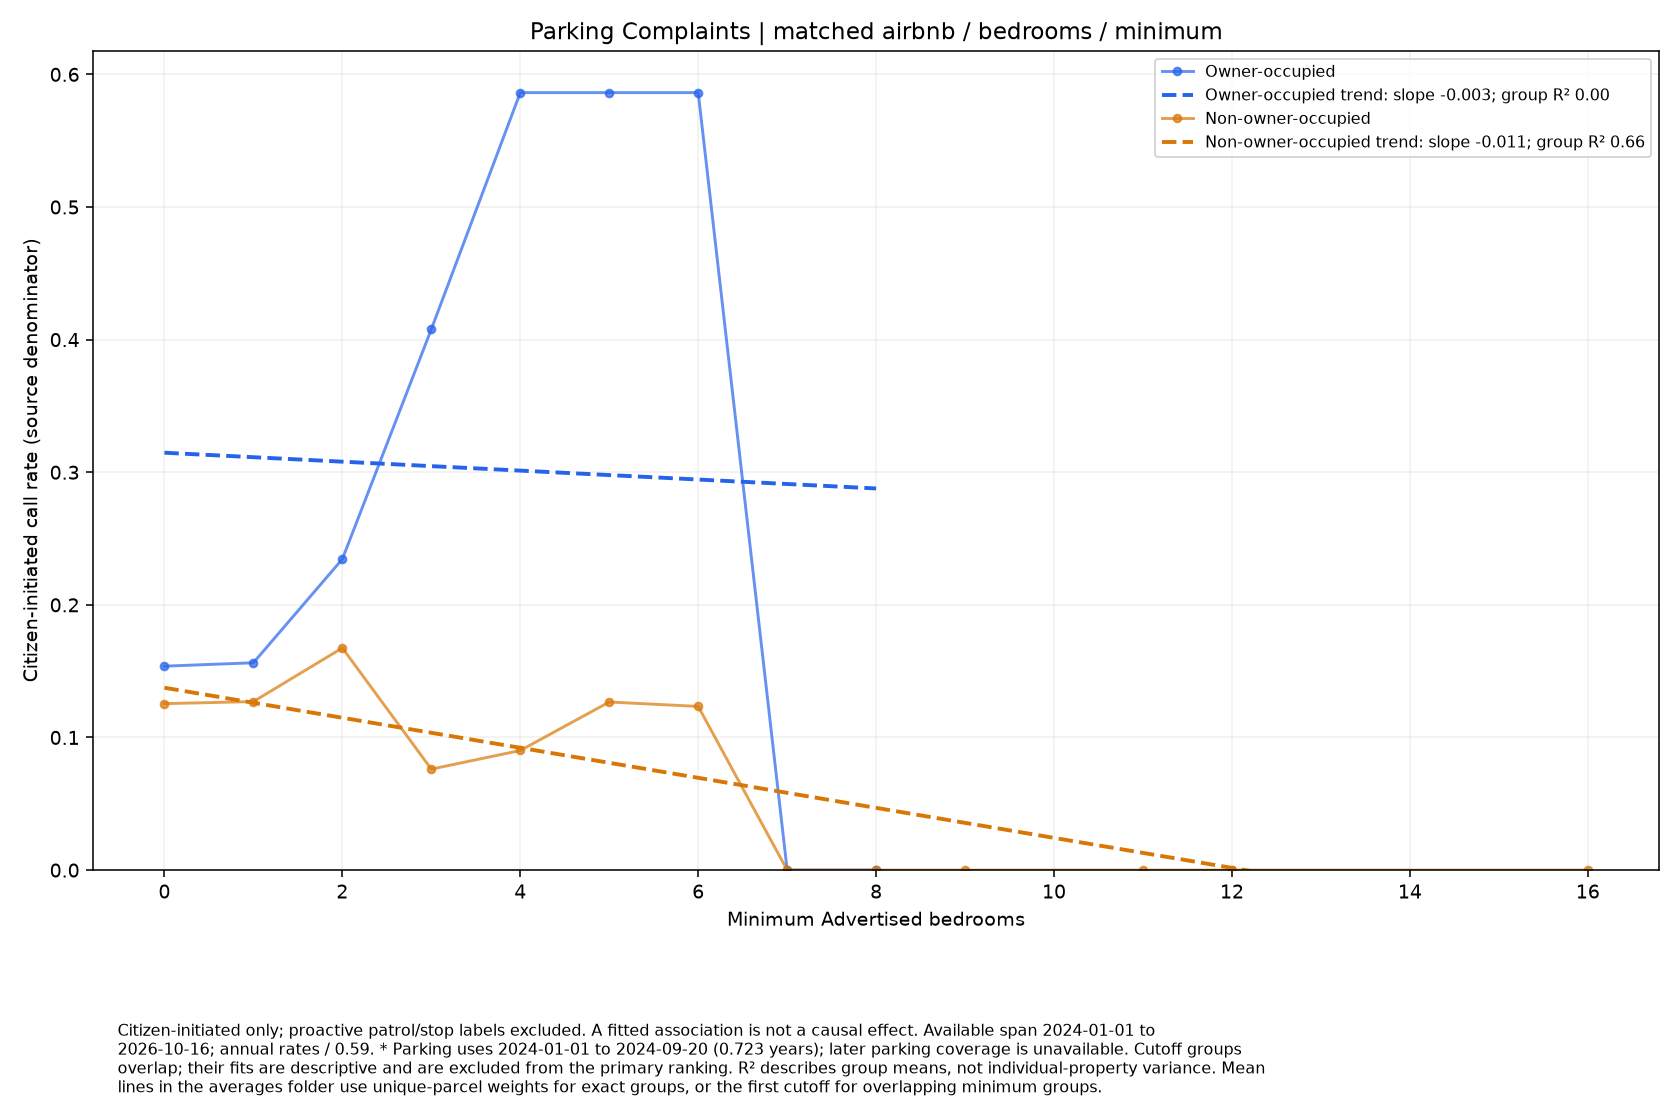 Parking Complaints | matched airbnb / bedrooms / minimum
Owner-occupied
Owner-occupied trend: slope -0.003; group R² 0.00
Non-owner-occupied
Non-owner-occupied trend: slope -0.011; group R² 0.66
Citizen-initiated call rate (source denominator)
0.6
0.5
0.4
0.3
0.2
0.1
0.0
0 2 4 6 8 10 12 14 16
Minimum Advertised bedrooms
Citizen-initiated only; proactive patrol/stop labels excluded. A fitted association is not a causal effect. Available span 2024-01-01 to
2026-10-16; annual rates / 0.59. * Parking uses 2024-01-01 to 2024-09-20 (0.723 years); later parking coverage is unavailable. Cutoff groups
overlap; their fits are descriptive and are excluded from the primary ranking. R² describes group means, not individual-property variance. Mean
lines in the averages folder use unique-parcel weights for exact groups, or the first cutoff for overlapping minimum groups.